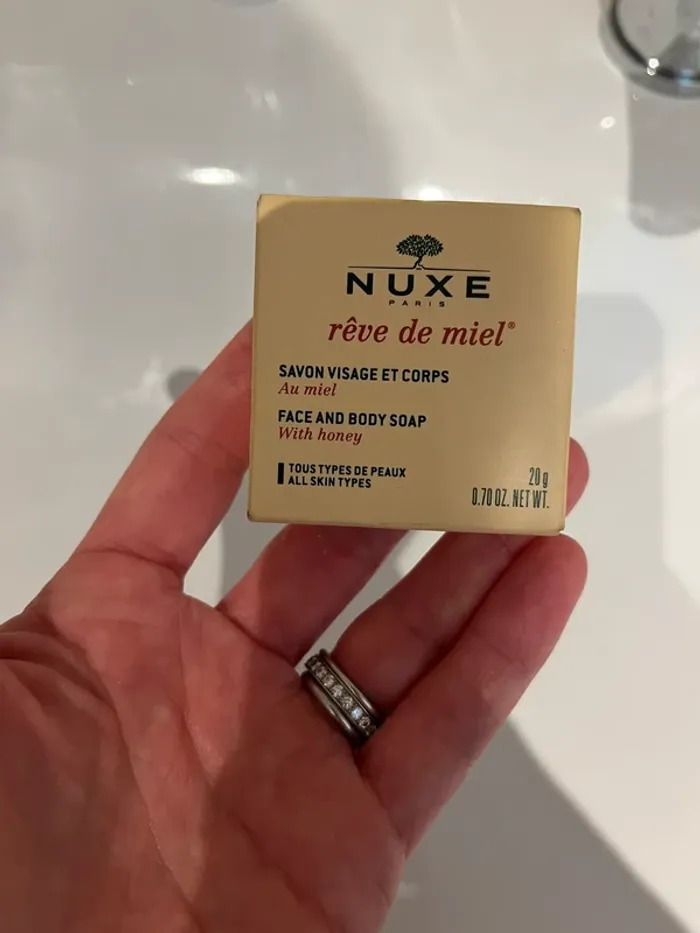 NUXE
PARIS
rêve de miel®
SAVON VISAGE ET CORPS
Au miel
FACE AND BODY SOAP
With honey
TOUS TYPES DE PEAUX
ALL SKIN TYPES
20 g
0.70 OZ. NET WT.